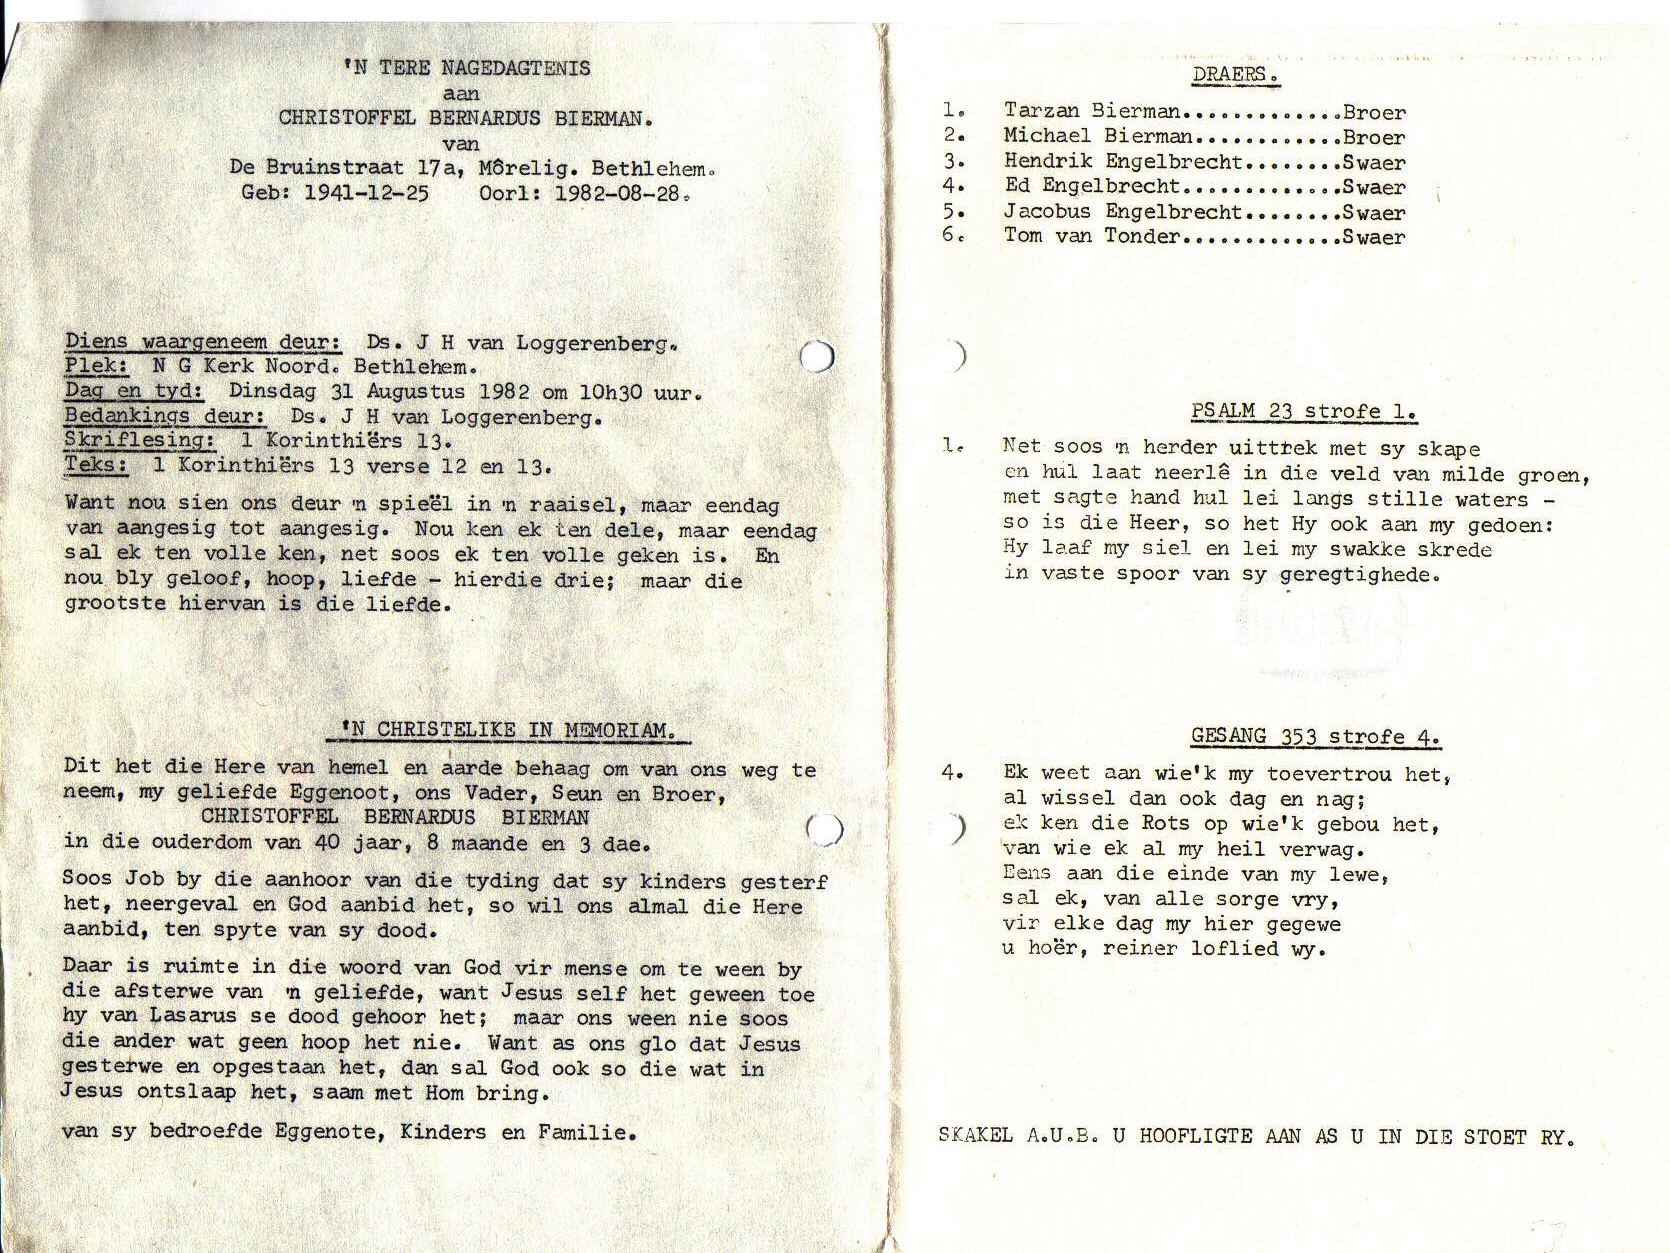 'N TERE NAGEDAGTENIS
aan
CHRISTOFFEL BERNARDUS BIERMAN.
van
De Bruinstraat 17a, Môrelig. Bethlehem.
Geb: 1941-12-25 Oorl: 1982-08-28.
Diens waargeneem deur: Ds. J H van Loggerenberg.
Plek: N G Kerk Noord. Bethlehem.
Dag en tyd: Dinsdag 31 Augustus 1982 om 10h30 uur.
Bedankings deur: Ds. J H van Loggerenberg.
Skriflesing: 1 Korinthiërs 13.
Teks: 1 Korinthiërs 13 verse 12 en 13.
Want nou sien ons deur 'n spieël in 'n raaisel, maar eendag
van aangesig tot aangesig. Nou ken ek ten dele, maar eendag
sal ek ten volle ken, net soos ek ten volle geken is. En
nou bly geloof, hoop, liefde - hierdie drie; maar die
grootste hiervan is die liefde.
'N CHRISTELIKE IN MEMORIAM.
Dit het die Here van hemel en aarde behaag om van ons weg te
neem, my geliefde Eggenoot, ons Vader, Seun en Broer,
CHRISTOFFEL BERNARDUS BIERMAN
in die ouderdom van 40 jaar, 8 maande en 3 dae.
Soos Job by die aanhoor van die tyding dat sy kinders gesterf
het, neergeval en God aanbid het, so wil ons almal die Here
aanbid, ten spyte van sy dood.
Daar is ruimte in die woord van God vir mense om te ween by
die afsterwe van 'n geliefde, want Jesus self het geween toe
hy van Lasarus se dood gehoor het; maar ons ween nie soos
die ander wat geen hoop het nie. Want as ons glo dat Jesus
gesterwe en opgestaan het, dan sal God ook so die wat in
Jesus ontslaap het, saam met Hom bring.
van sy bedroefde Eggenote, Kinders en Familie.
DRAERS.
1. Tarzan Bierman.............Broer
2. Michael Bierman............Broer
3. Hendrik Engelbrecht........Swaer
4. Ed Engelbrecht.............Swaer
5. Jacobus Engelbrecht........Swaer
6. Tom van Tonder.............Swaer
PSALM 23 strofe 1.
1. Net soos 'n herder uittrek met sy skape
en hul laat neerlê in die veld van milde groen,
met sagte hand hul lei langs stille waters -
so is die Heer, so het Hy ook aan my gedoen:
Hy laaf my siel en lei my swakke skrede
in vaste spoor van sy geregtighede.
GESANG 353 strofe 4.
4. Ek weet aan wie'k my toevertrou het,
al wissel dan ook dag en nag;
ek ken die Rots op wie'k gebou het,
van wie ek al my heil verwag.
Eens aan die einde van my lewe,
sal ek, van alle sorge vry,
vir elke dag my hier gegewe
u hoër, reiner loflied wy.
SKAKEL A.U.B. U HOOFLIGTE AAN AS U IN DIE STOET RY.